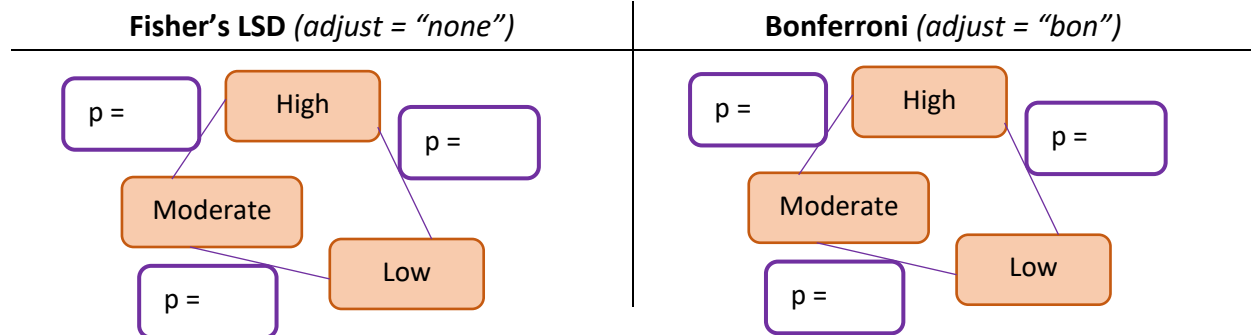 Fisher’s LSD (adjust = “none”)
Bonferroni (adjust = “bon”)
High
p =
p =
Moderate
Low
p =
High
p =
p =
Moderate
Low
p =